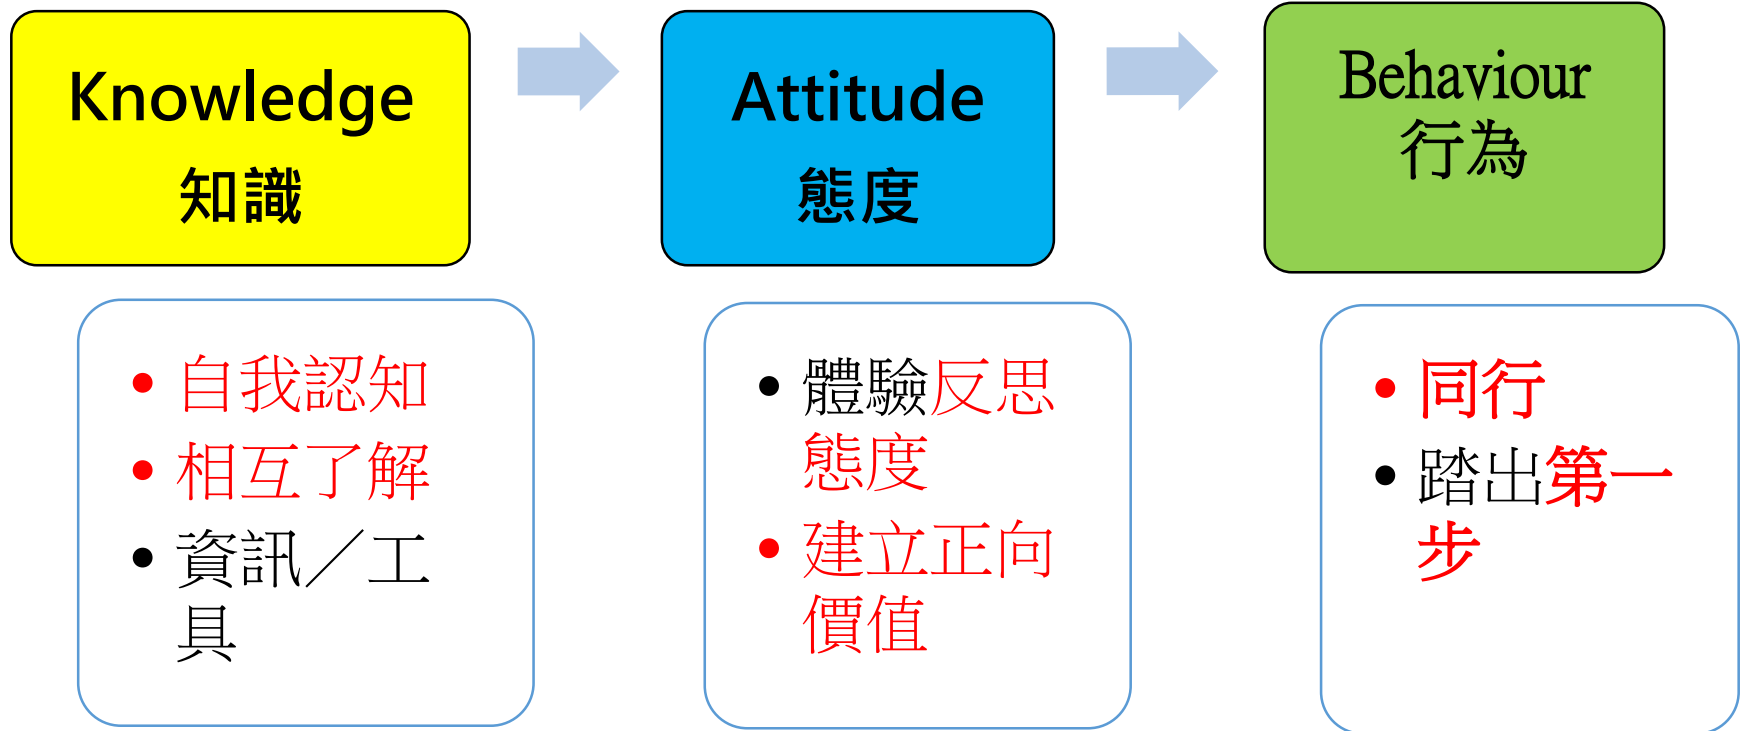 Knowledge
知識
Attitude
態度
Behaviour
行為
• 自我認知
• 相互了解
• 資訊／工
具
• 體驗反思
態度
• 建立正向
價值
• 同行
• 踏出第一
步